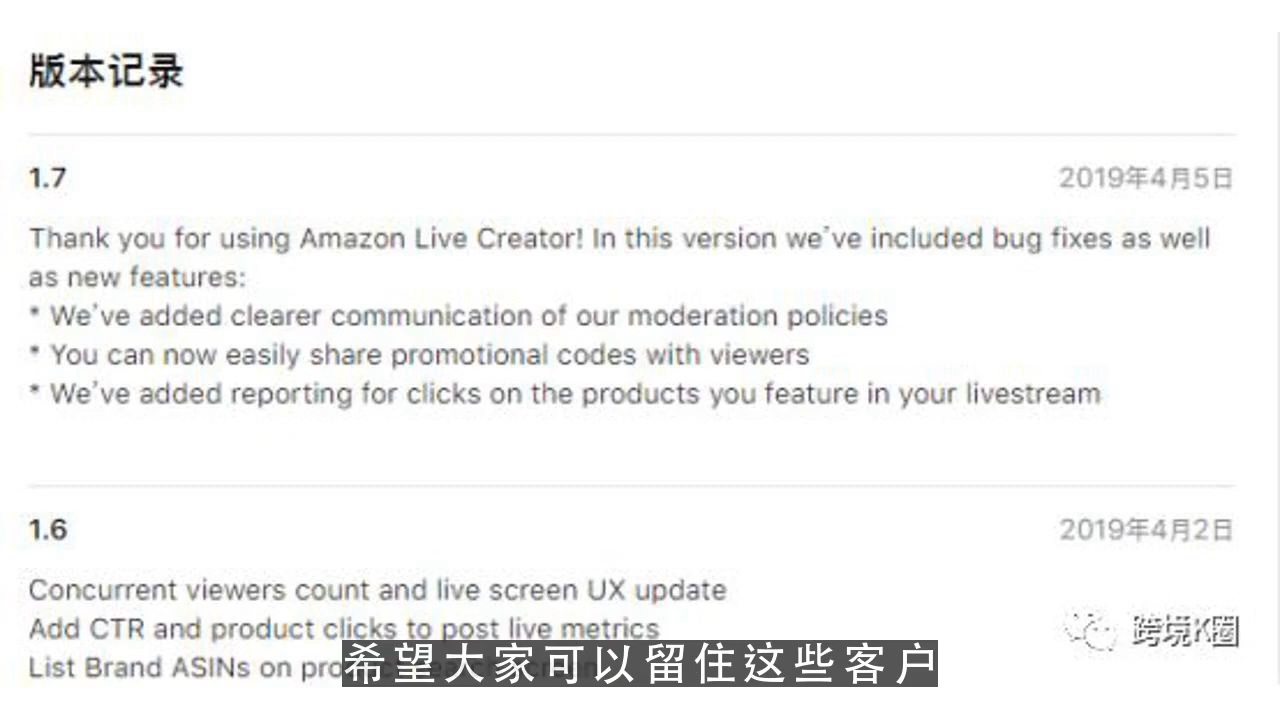 版本记录
1.7
2019年4月5日
Thank you for using Amazon Live Creator! In this version we've included bug fixes as well
as new features:
* We've added clearer communication of our moderation policies
* You can now easily share promotional codes with viewers
* We've added reporting for clicks on the products you feature in your livestream
1.6
2019年4月2日
Concurrent viewers count and live screen UX update
Add CTR and product clicks to post live metrics
跨境K圈
List Brand ASINs on
希望大家可以留住这些客户